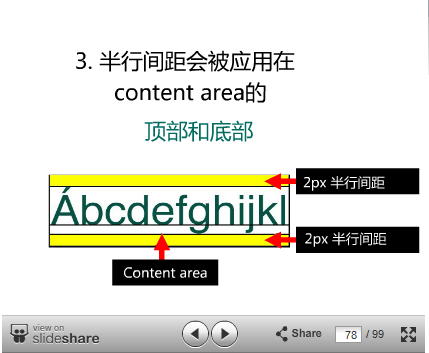 3. 半行间距会被应用在
content area的
顶部和底部
2px 半行间距
Ábcdefghijkl
2px 半行间距
Content area
view on
slideshare
Share
78 / 99